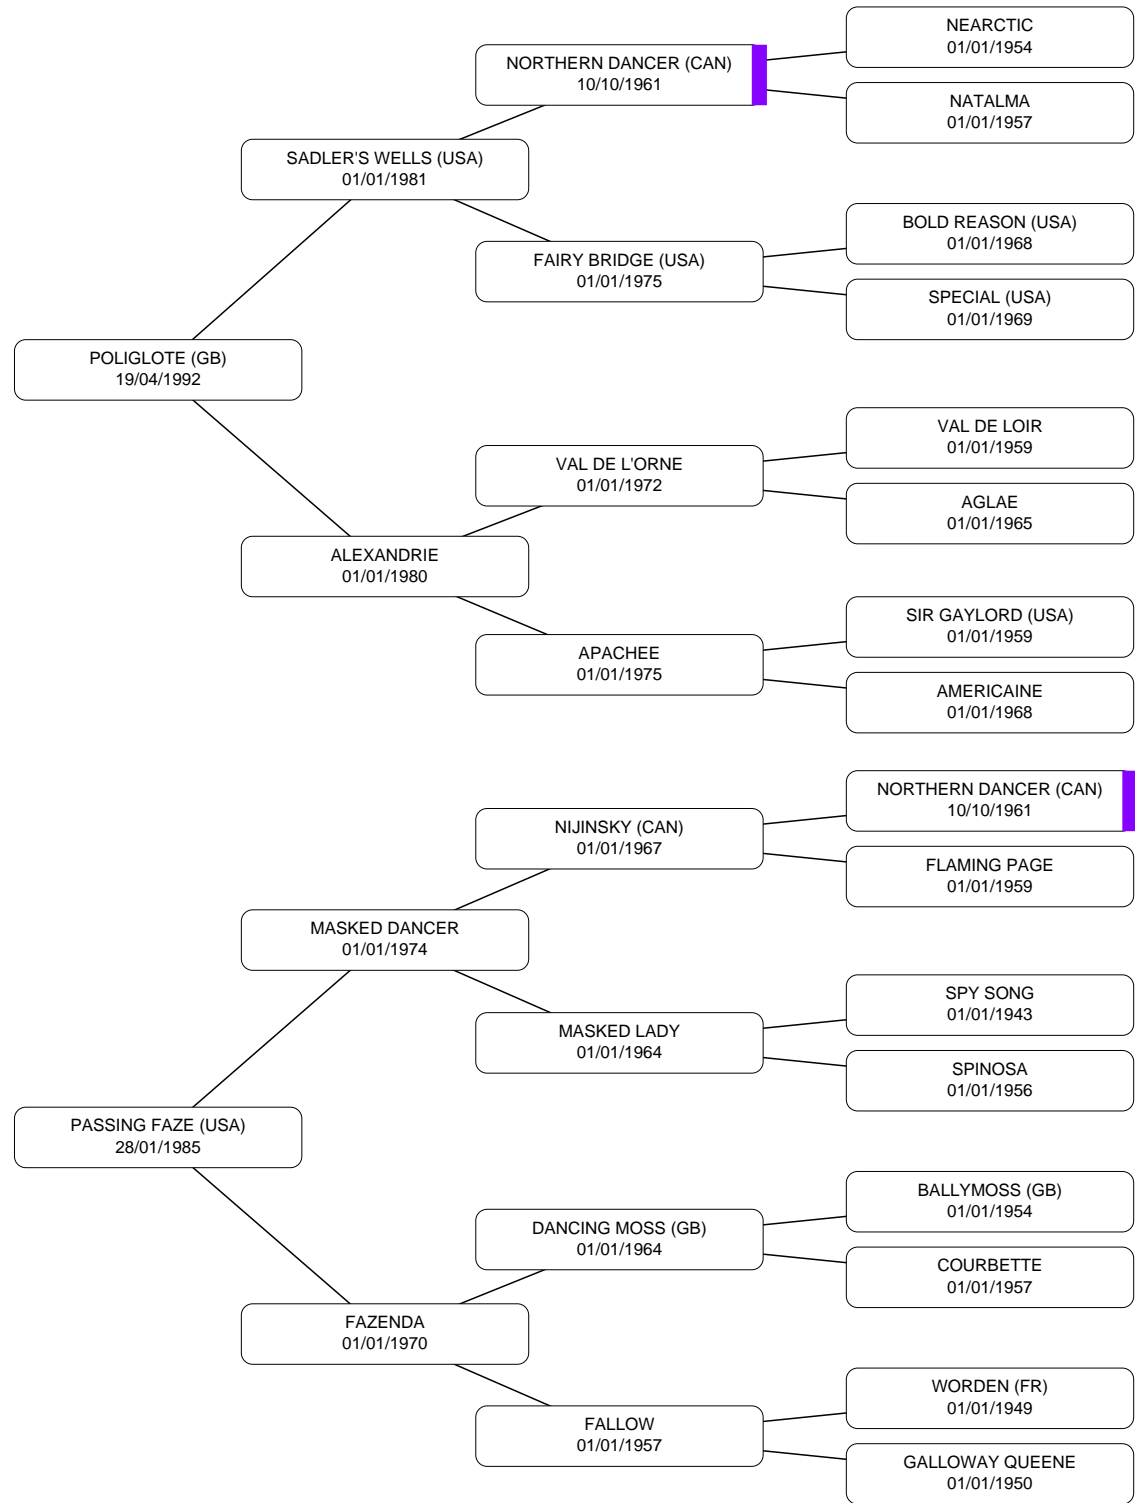 NEARCTIC
01/01/1954
NORTHERN DANCER (CAN)
10/10/1961
NATALMA
01/01/1957
SADLER'S WELLS (USA)
01/01/1981
BOLD REASON (USA)
01/01/1968
FAIRY BRIDGE (USA)
01/01/1975
SPECIAL (USA)
01/01/1969
POLIGLOTE (GB)
19/04/1992
VAL DE LOIR
01/01/1959
VAL DE L'ORNE
01/01/1972
AGLAE
01/01/1965
ALEXANDRIE
01/01/1980
SIR GAYLORD (USA)
01/01/1959
APACHEE
01/01/1975
AMERICAINE
01/01/1968
NORTHERN DANCER (CAN)
10/10/1961
NIJINSKY (CAN)
01/01/1967
FLAMING PAGE
01/01/1959
MASKED DANCER
01/01/1974
SPY SONG
01/01/1943
MASKED LADY
01/01/1964
SPINOSA
01/01/1956
PASSING FAZE (USA)
28/01/1985
BALLYMOSS (GB)
01/01/1954
DANCING MOSS (GB)
01/01/1964
COURBETTE
01/01/1957
FAZENDA
01/01/1970
WORDEN (FR)
01/01/1949
FALLOW
01/01/1957
GALLOWAY QUEENE
01/01/1950